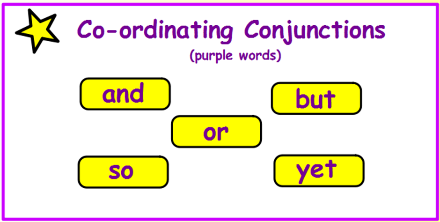 Co-ordinating Conjunctions
(purple words)
and
but
or
so
yet